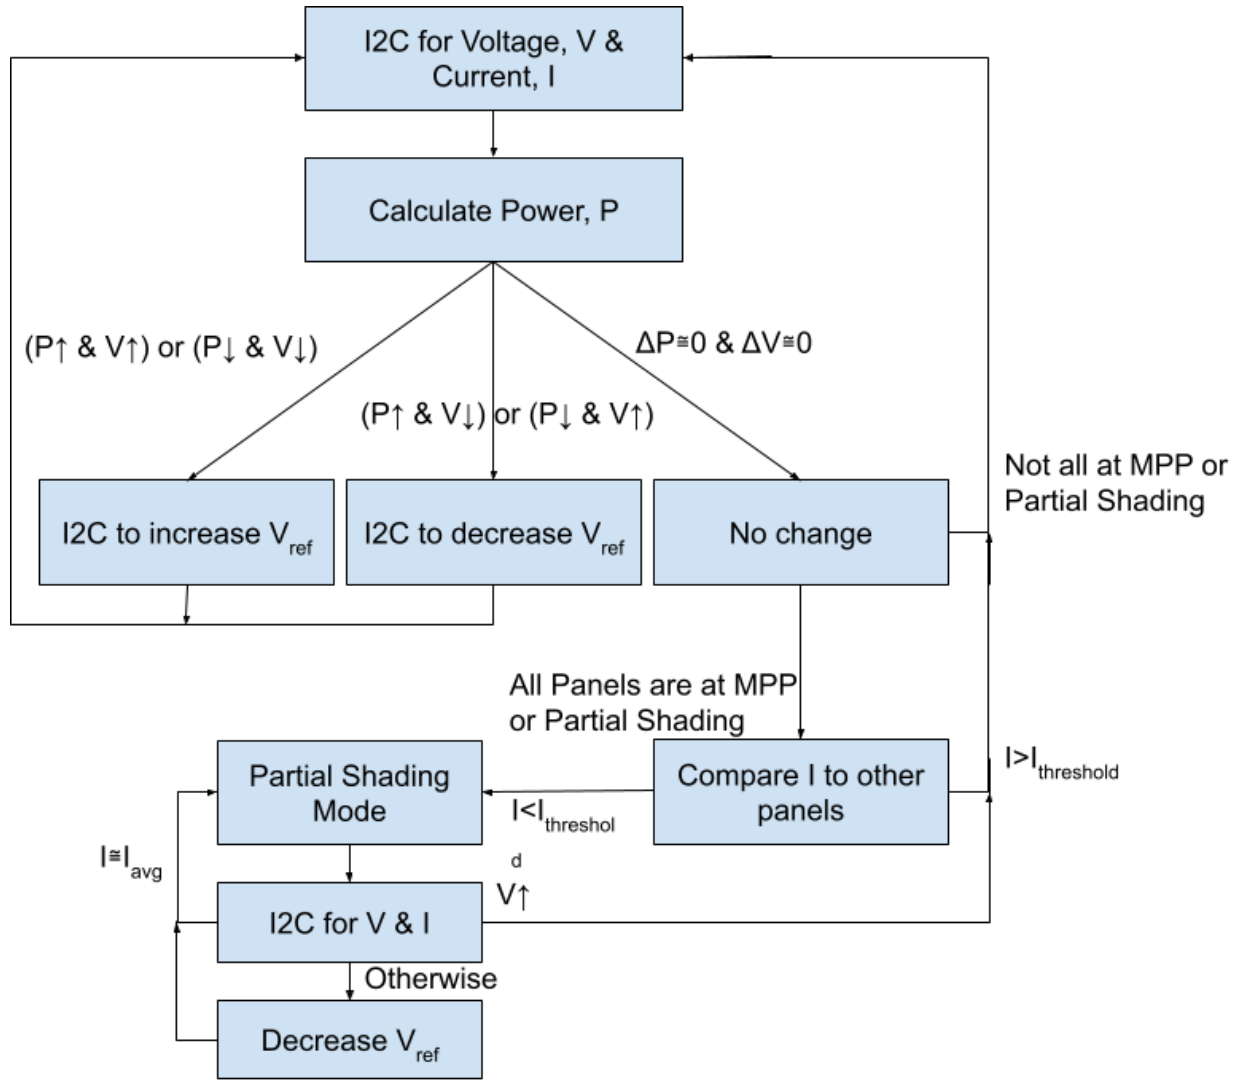 I2C for Voltage, V &
Current, I
Calculate Power, P
(P↑ & V↑) or (P↓ & V↓)
ΔP≅0 & ΔV≅0
(P↑ & V↓) or (P↓ & V↑)
Not all at MPP or
Partial Shading
I2C to increase Vref
I2C to decrease Vref
No change
All Panels are at MPP
or Partial Shading
Partial Shading
Mode
Compare I to other
panels
I>Ithreshold
I<Ithreshol
d
I≅Iavg
V↑
I2C for V & I
Otherwise
Decrease Vref